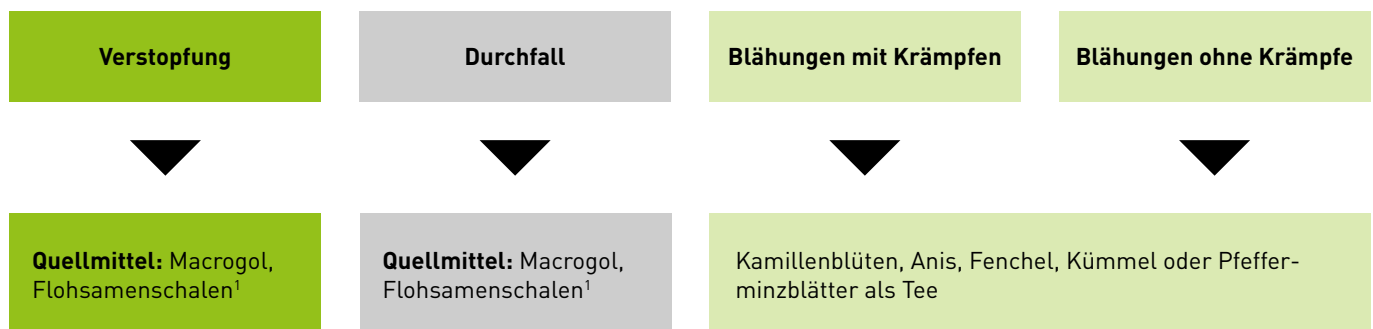 Verstopfung
Durchfall
Blähungen mit Krämpfen
Blähungen ohne Krämpfe
Quellmittel: Macrogol,
Flohsamenschalen¹
Quellmittel: Macrogol,
Flohsamenschalen¹
Kamillenblüten, Anis, Fenchel, Kümmel oder Pfeffer-
minzblätter als Tee